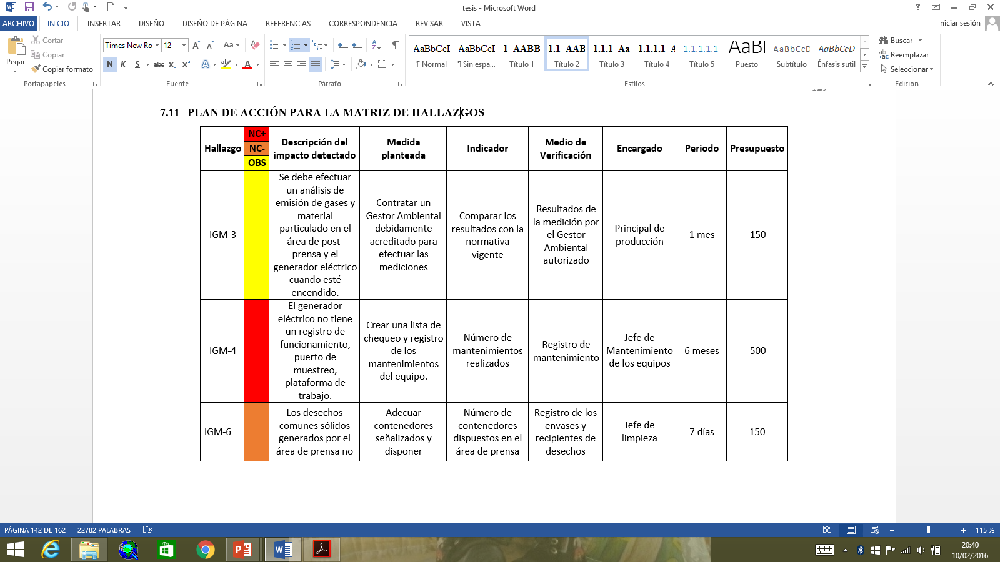 tesis - Microsoft Word
?
ARCHIVO
INICIO
INSERTAR
DISEÑO
DISEÑO DE PÁGINA
REFERENCIAS
CORRESPONDENCIA
REVISAR
VISTA
Iniciar sesión
Pegar
Cortar
Copiar
Copiar formato
Portapapeles
Times New Ro
12
N K S abc x₂ x²
Fuente
Párrafo
AaBbCcI
¶ Normal
AaBbCcI
¶ Sin espa...
1 AABB
Título 1
1.1 AAB
Título 2
1.1.1 Aa
Título 3
1.1.1.1 A
Título 4
1.1.1.1.1
Título 5
AaBl
Puesto
AaBbCcD
Subtítulo
AaBbCcD
Énfasis sutil
Estilos
Buscar
Reemplazar
Seleccionar
Edición
7.11 PLAN DE ACCIÓN PARA LA MATRIZ DE HALLAZGOS
Hallazgo
NC+
NC-
OBS
Descripción del
impacto detectado
Medida
planteada
Indicador
Medio de
Verificación
Encargado
Periodo
Presupuesto
IGM-3
Se debe efectuar
un análisis de
emisión de gases y
material
particulado en el
área de post-
prensa y el
generador eléctrico
cuando esté
encendido.
Contratar un
Gestor Ambiental
debidamente
acreditado para
efectuar las
mediciones
Comparar los
resultados con la
normativa
vigente
Resultados de
la medición por
el Gestor
Ambiental
autorizado
Principal de
producción
1 mes
150
IGM-4
El generador
eléctrico no tiene
un registro de
funcionamiento,
puerto de
muestreo,
plataforma de
trabajo.
Crear una lista de
chequeo y registro
de los
mantenimientos
del equipo.
Número de
mantenimientos
realizados
Registro de
mantenimiento
Jefe de
Mantenimiento
de los equipos
6 meses
500
IGM-6
Los desechos
comunes sólidos
generados por el
área de prensa no
Adecuar
contenedores
señalizados y
disponer
Número de
contenedores
dispuestos en el
área de prensa
Registro de los
envases y
recipientes de
desechos
Jefe de
limpieza
7 días
150
PÁGINA 142 DE 162
22782 PALABRAS
115 %
20:40
10/02/2016